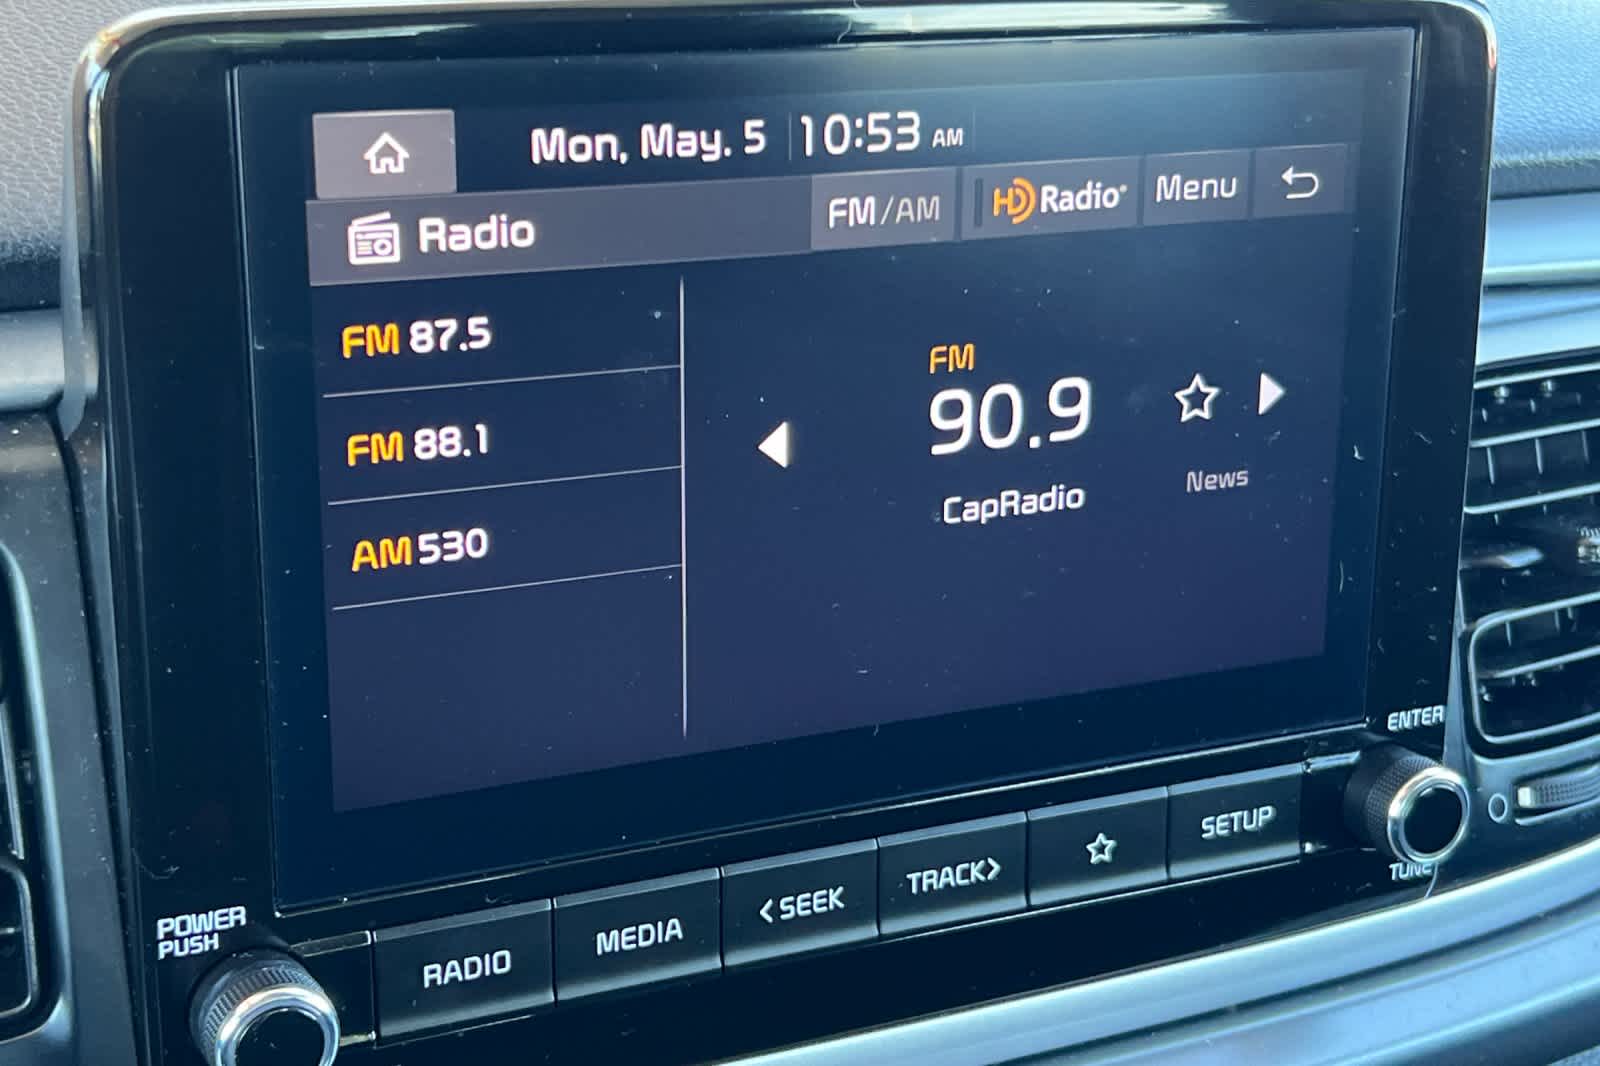 Mon, May. 5 10:53 AM
Radio FM/AM HD Radio® Menu
FM 87.5
FM 88.1
AM 530
FM
90.9
CapRadio
News
ENTER
TUNE
POWER
PUSH
RADIO MEDIA <SEEK TRACK> SETUP